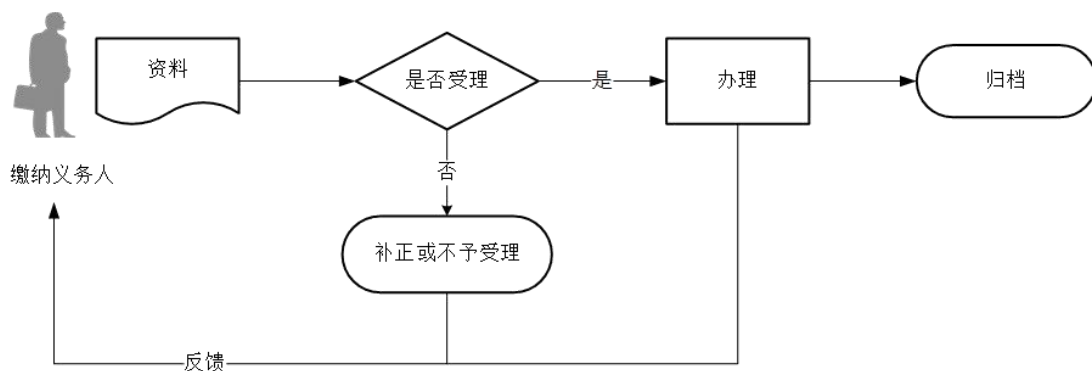 资料
是否受理
是
办理
归档
缴纳义务人
否
补正或不予受理
反馈